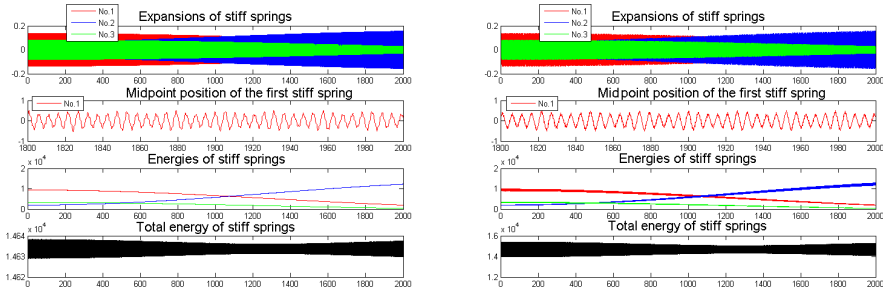 Expansions of stiff springs
No.1
No.2
No.3
0.2
0
-0.2
0 200 400 600 800 1000 1200 1400 1600 1800 2000
Midpoint position of the first stiff spring
No.1
1
0
-1
1800 1820 1840 1860 1880 1900 1920 1940 1960 1980 2000
x 10^4
Energies of stiff springs
2
1
0
0 200 400 600 800 1000 1200 1400 1600 1800 2000
x 10^4
Total energy of stiff springs
1.464
1.463
1.462
0 200 400 600 800 1000 1200 1400 1600 1800 2000
Expansions of stiff springs
No.1
No.2
No.3
0.2
0
-0.2
0 200 400 600 800 1000 1200 1400 1600 1800 2000
Midpoint position of the first stiff spring
No.1
1
0
-1
1800 1820 1840 1860 1880 1900 1920 1940 1960 1980 2000
x 10^4
Energies of stiff springs
2
1
0
0 200 400 600 800 1000 1200 1400 1600 1800 2000
x 10^4
Total energy of stiff springs
1.6
1.4
1.2
0 200 400 600 800 1000 1200 1400 1600 1800 2000